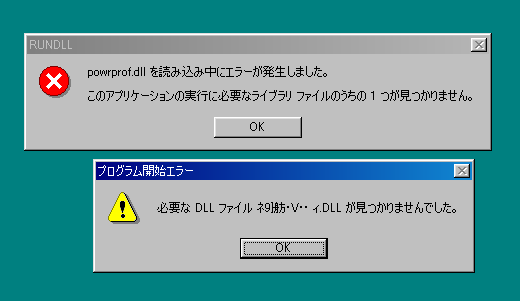 RUNDLL
powrprof.dll を読み込み中にエラーが発生しました。
このアプリケーションの実行に必要なライブラリ ファイルのうちの 1 つが見つかりません。
OK
プログラム開始エラー
必要な DLL ファイル ネ9]舫・V・・ィ.DLL が見つかりませんでした。
OK